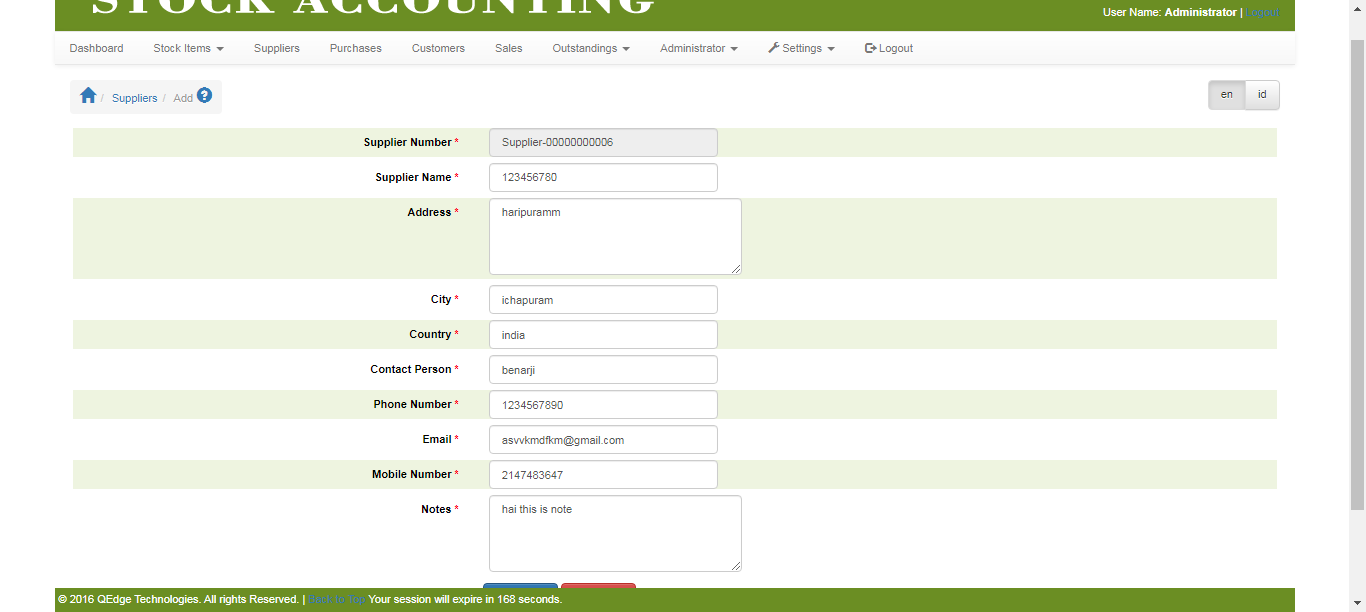 STOCK ACCOUNTING
User Name: Administrator | Logout
Dashboard Stock Items Suppliers Purchases Customers Sales Outstandings Administrator Settings Logout
/ Suppliers / Add ?
en id
Supplier Number * Supplier-00000000006
Supplier Name * 123456780
Address * haripuramm
City * ichapuram
Country * india
Contact Person * benarji
Phone Number * 1234567890
Email * asvvkmdfkm@gmail.com
Mobile Number * 2147483647
Notes * hai this is note
© 2016 QEdge Technologies. All rights Reserved. | Back to Top Your session will expire in 168 seconds.